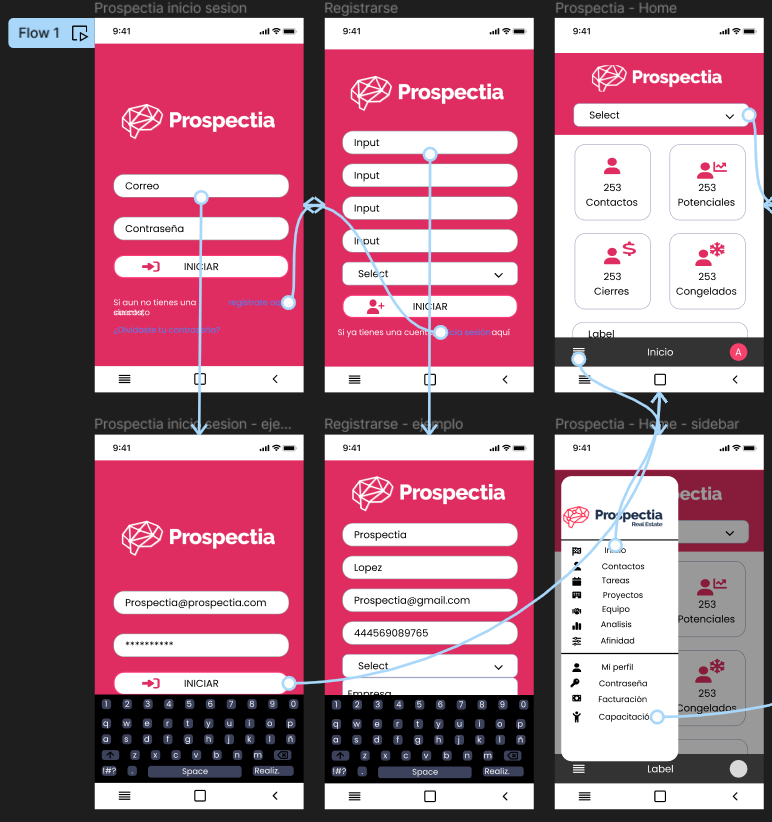 Flow 1
Prospectia inicio sesion
9:41
Prospectia
Correo
Contraseña
INICIAR
Si aun no tienes una
registrate
¿Olvidaste tu contraseña?
Registrarse
9:41
Prospectia
Input
Input
Input
Input
Select
INICIAR
Si ya tienes una cuenta inicia sesión aquí
Prospectia - Home
9:41
Prospectia
Select
253
Contactos
253
Potenciales
253
Cierres
253
Congelados
Label
Inicio
A
Prospectia inicio sesion - eje...
9:41
Prospectia
Prospectia@prospectia.com
**********
INICIAR
1 2 3 4 5 6 7 8 9 0
q w e r t y u i o p
a s d f g h j k l ñ
z x c v b n m
!#? . Space Realiz.
Registrarse - ejemplo
9:41
Prospectia
Prospectia
Lopez
Prospectia@gmail.com
444569089765
Select
Empresa
1 2 3 4 5 6 7 8 9 0
q w e r t y u i o p
a s d f g h j k l ñ
z x c v b n m
!#? . Space Realiz.
Prospectia - Home - sidebar
9:41
Prospectia
Real Estate
ectia
Inicio
Contactos
Tareas
Proyectos
Equipo
Analisis
Afinidad
Mi perfil
Contraseña
Facturación
Capacitació
253
Potenciales
253
Congelados
Label